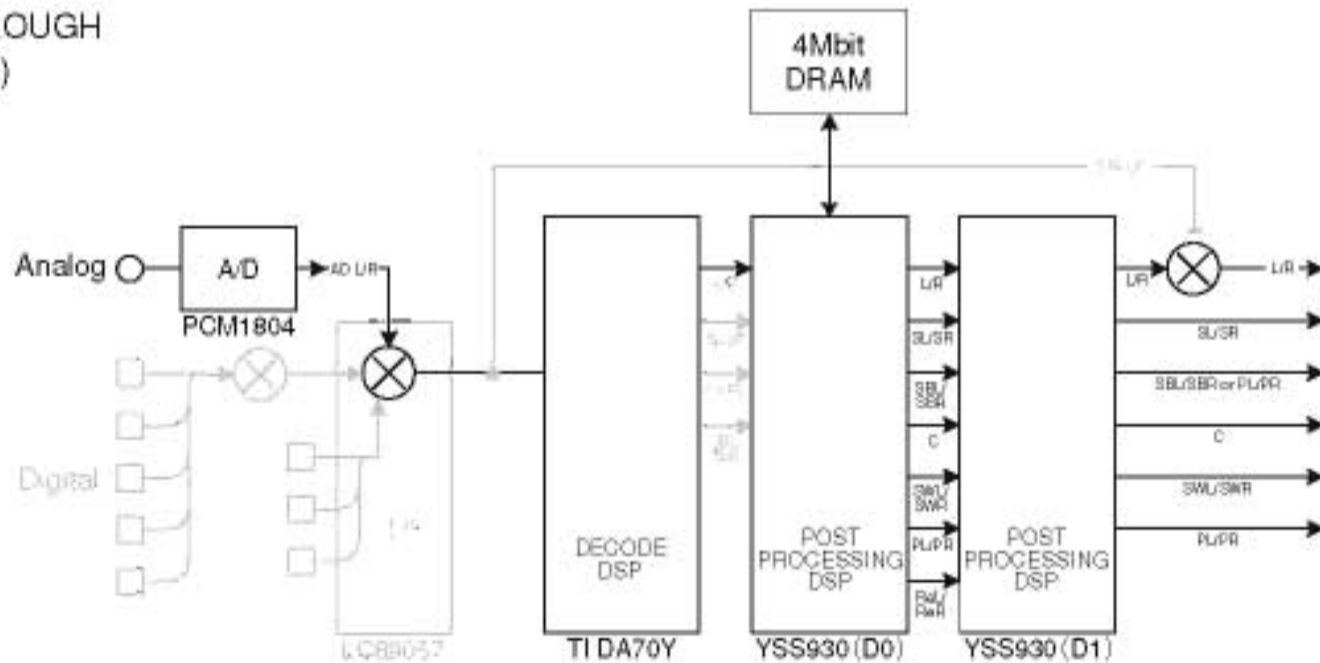 OUGH
)
4Mbit
DRAM
Analog
A/D
AD L/R
PCM1804
Digital
DECODE
DSP
TI DA70Y
L/R
SL/SR
SBL/
SBR
C
SWL/
SWR
PL/PR
POST
PROCESSING
DSP
YSS930 (D0)
POST
PROCESSING
DSP
YSS930 (D1)
L/R
L/R
SL/SR
SBL/SBR or PL/PR
C
SWL/SWR
PL/PR